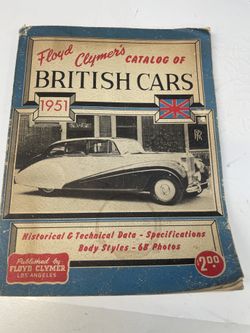 Floyd Clymer's CATALOG OF
BRITISH CARS
1951
RR
Historical & Technical Data - Specifications
Body Styles - 68 Photos
Published by
FLOYD CLYMER
LOS ANGELES
$2.00